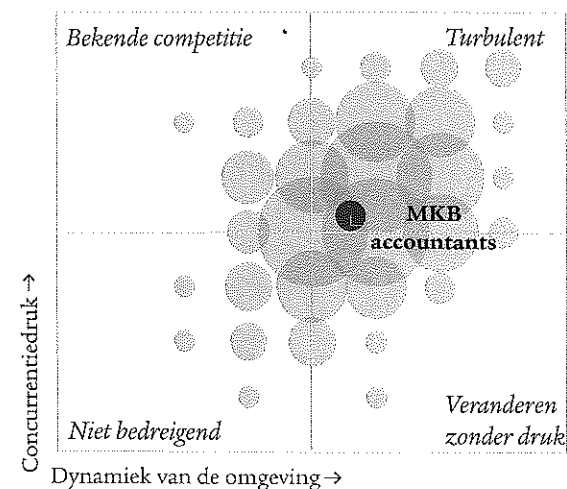 Bekende competitie
Turbulent
MKB
accountants
Niet bedreigend
Veranderen
zonder druk
Concurrentiedruk →
Dynamiek van de omgeving →